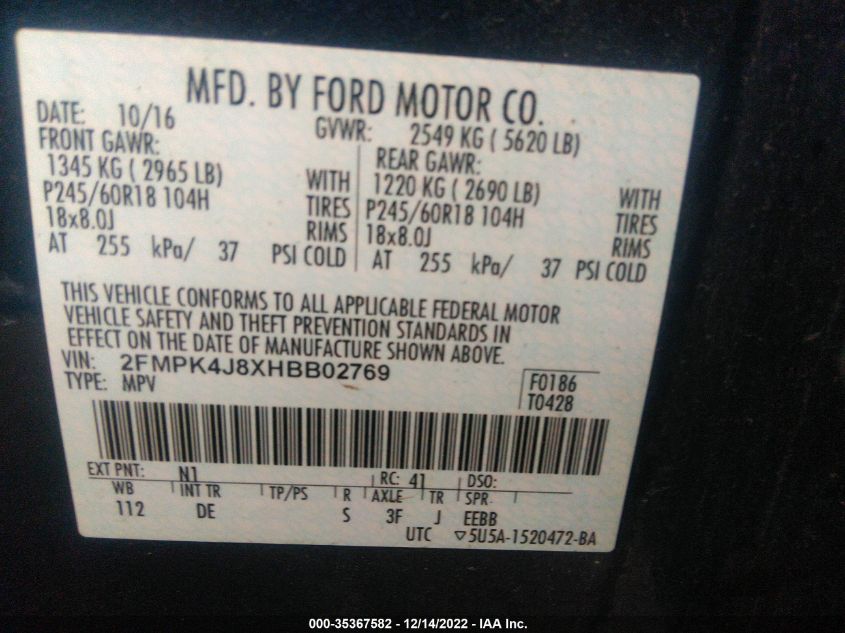 MFD. BY FORD MOTOR CO.
DATE: 10/16 GVWR: 2549 KG ( 5620 LB)
FRONT GAWR: REAR GAWR:
1345 KG ( 2965 LB) WITH 1220 KG ( 2690 LB) WITH
P245/60R18 104H TIRES P245/60R18 104H TIRES
18x8.0J RIMS 18x8.0J RIMS
AT 255 kPa/ 37 PSI COLD AT 255 kPa/ 37 PSI COLD
THIS VEHICLE CONFORMS TO ALL APPLICABLE FEDERAL MOTOR
VEHICLE SAFETY AND THEFT PREVENTION STANDARDS IN
EFFECT ON THE DATE OF MANUFACTURE SHOWN ABOVE.
VIN: 2FMPK4J8XHBB02769
TYPE: MPV
F0186
T0428
EXT PNT: N1 RC: 41 DSO:
WB INT TR TP/PS R AXLE TR SPR
112 DE S 3F J EEBB
UTC ▽5U5A-1520472-BA
000-35367582 - 12/14/2022 - IAA Inc.